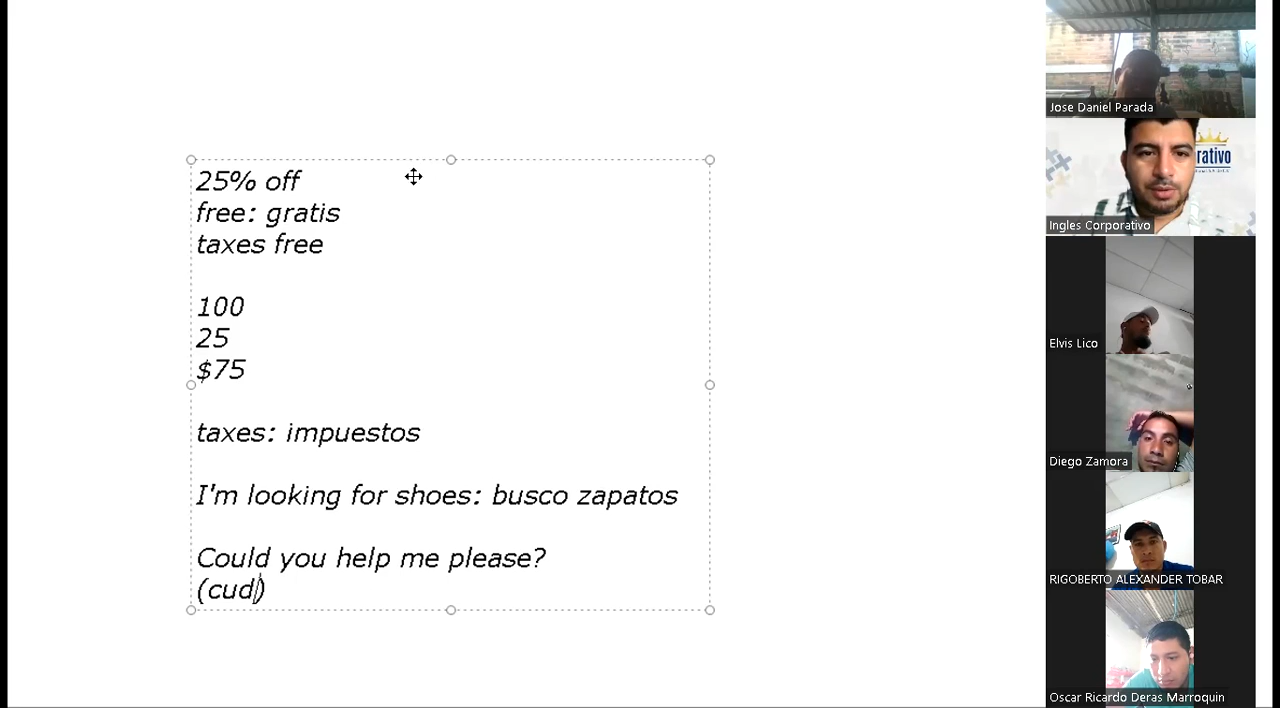 25% off
free: gratis
taxes free
100
25
$75
taxes: impuestos
I'm looking for shoes: busco zapatos
Could you help me please?
(cud)
Jose Daniel Parada
rativo
Ingles Corporativo
Elvis Lico
Diego Zamora
RIGOBERTO ALEXANDER TOBAR
Oscar Ricardo Deras Marroquin